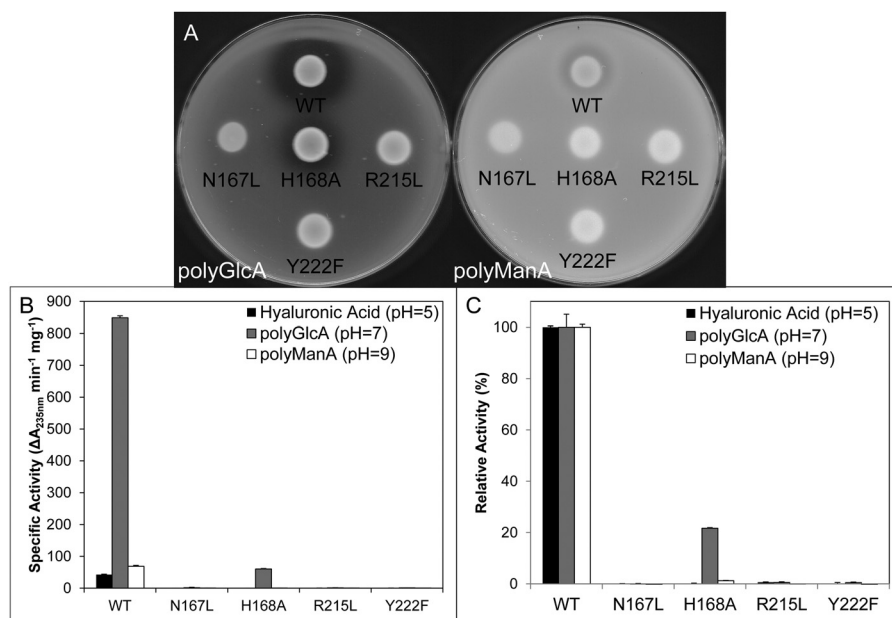 A
WT
N167L H168A R215L
Y222F
polyGlcA
WT
N167L H168A R215L
Y222F
polyManA
B
Specific Activity (ΔA235nm min-1 mg-1)
900
800
700
600
500
400
300
200
100
0
Hyaluronic Acid (pH=5)
polyGlcA (pH=7)
polyManA (pH=9)
WT N167L H168A R215L Y222F
C
Relative Activity (%)
100
80
60
40
20
0
Hyaluronic Acid (pH=5)
polyGlcA (pH=7)
polyManA (pH=9)
WT N167L H168A R215L Y222F